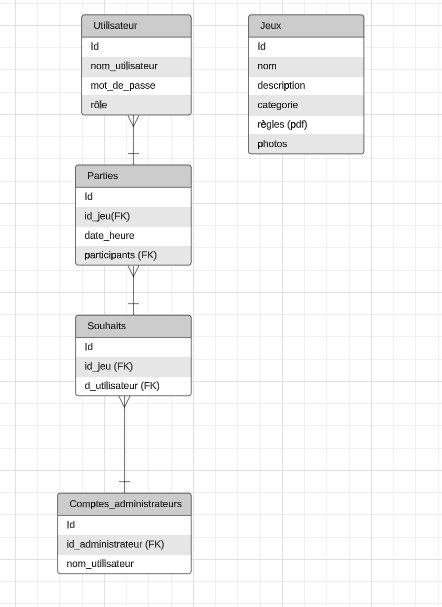 Utilisateur
Id
nom_utilisateur
mot_de_passe
rôle
Jeux
Id
nom
description
categorie
règles (pdf)
photos
Parties
Id
id_jeu(FK)
date_heure
participants (FK)
Souhaits
Id
id_jeu (FK)
d_utilisateur (FK)
Comptes_administrateurs
Id
id_administrateur (FK)
nom_utilisateur